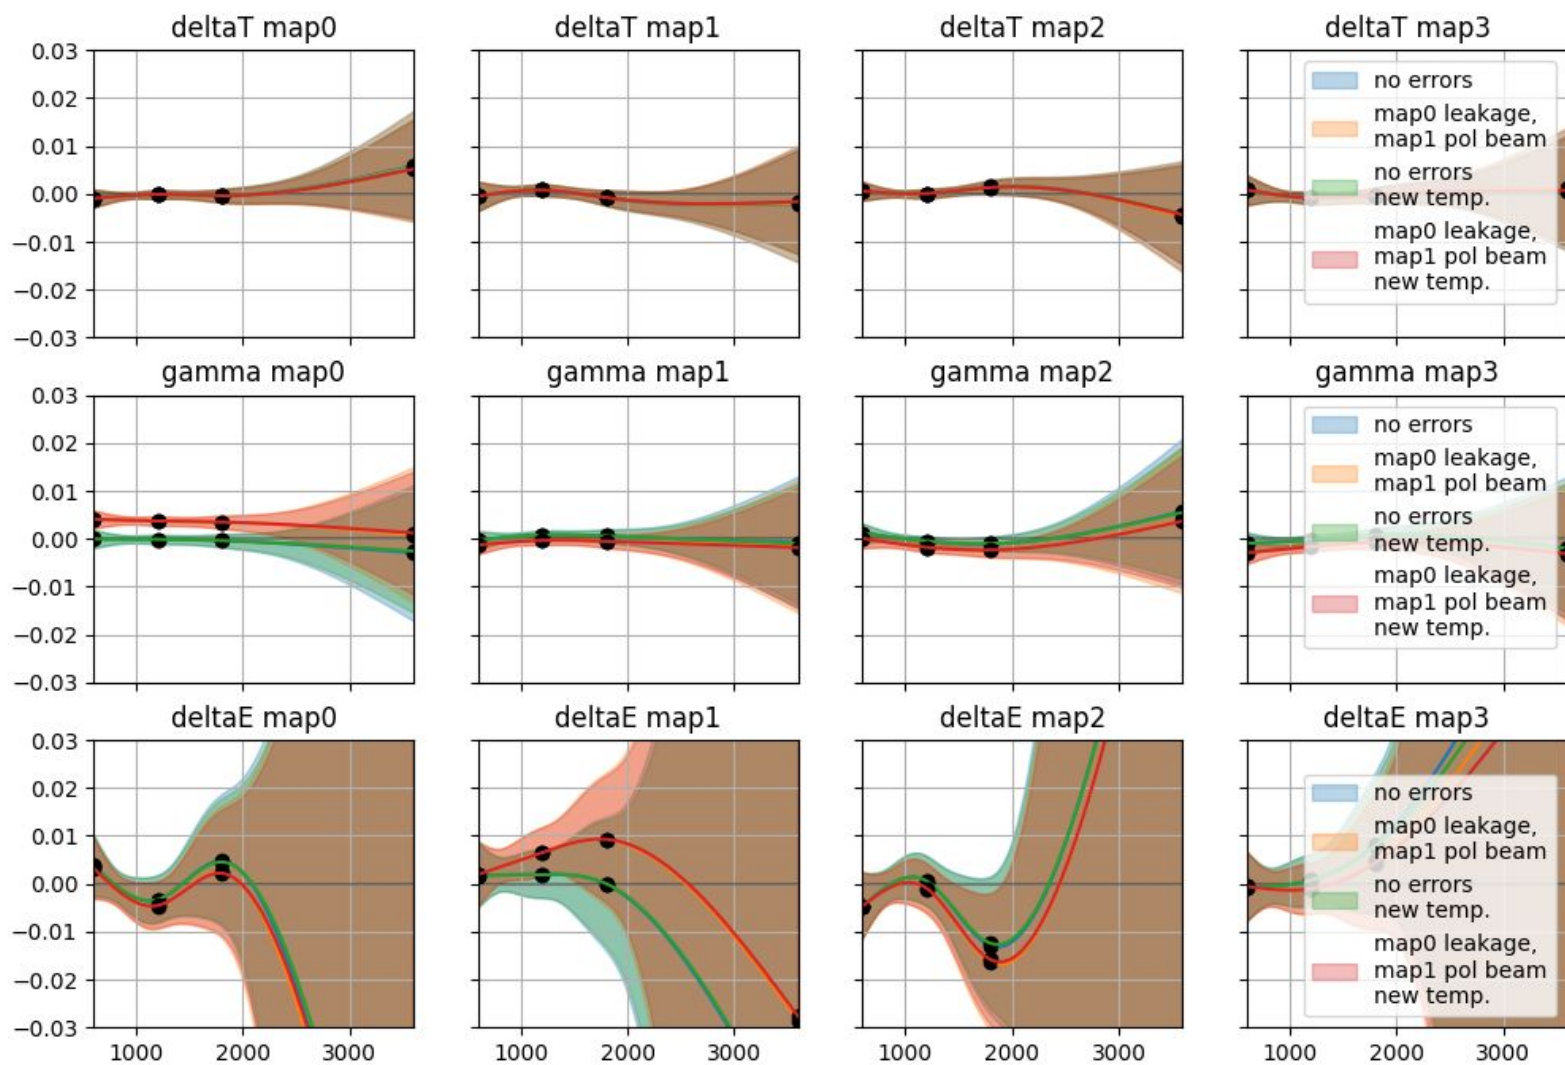 deltaT map0
deltaT map1
deltaT map2
deltaT map3
0.03
0.02
0.01
0.00
−0.01
−0.02
−0.03
no errors
map0 leakage,
map1 pol beam
no errors
new temp.
map0 leakage,
map1 pol beam
new temp.
gamma map0
gamma map1
gamma map2
gamma map3
0.03
0.02
0.01
0.00
−0.01
−0.02
−0.03
no errors
map0 leakage,
map1 pol beam
no errors
new temp.
map0 leakage,
map1 pol beam
new temp.
deltaE map0
deltaE map1
deltaE map2
deltaE map3
0.03
0.02
0.01
0.00
−0.01
−0.02
−0.03
no errors
map0 leakage,
map1 pol beam
no errors
new temp.
map0 leakage,
map1 pol beam
new temp.
1000 2000 3000
1000 2000 3000
1000 2000 3000
1000 2000 3000